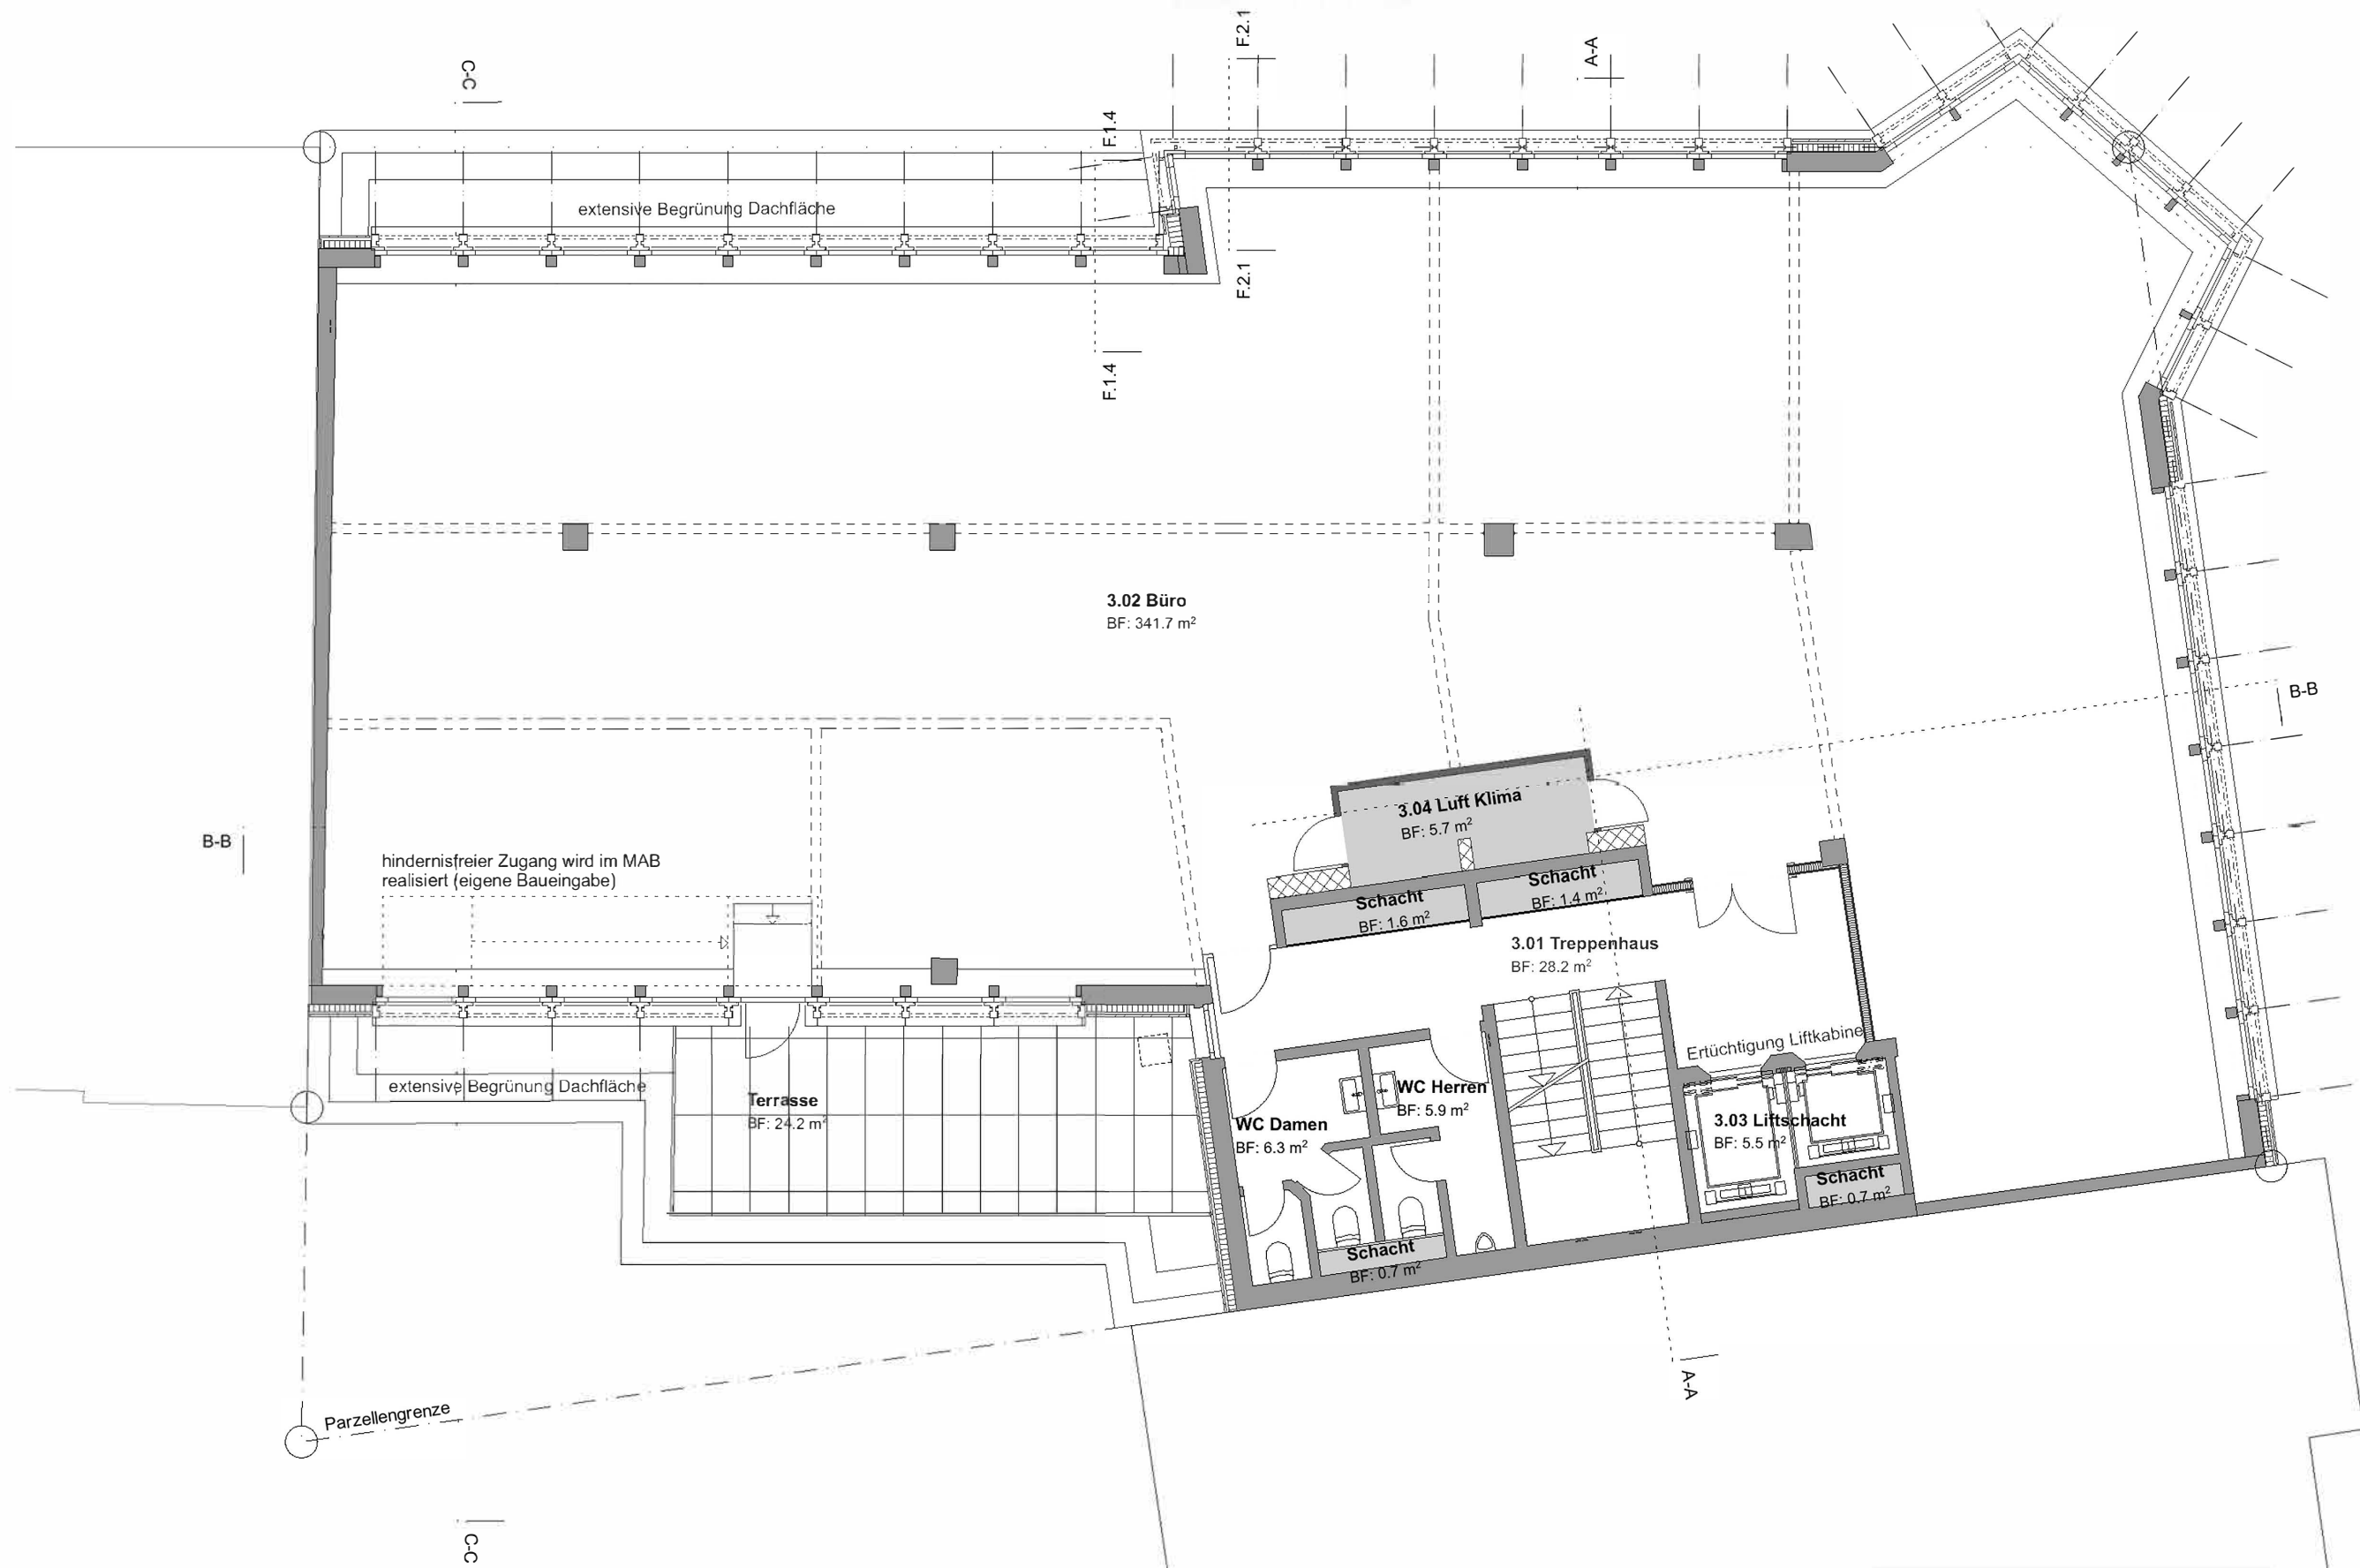 F.2.1
A-A
C-C
F.1.4
extensive Begrünung Dachfläche
F.2.1
F.1.4
3.02 Büro
BF: 341.7 m²
B-B
3.04 Luft Klima
BF: 5.7 m²
B-B
hindernisfreier Zugang wird im MAB
realisiert (eigene Baueingabe)
Schacht
BF: 1.6 m²
Schacht
BF: 1.4 m²
3.01 Treppenhaus
BF: 28.2 m²
Ertüchtigung Liftkabine
extensive Begrünung Dachfläche
Terrasse
BF: 24.2 m²
WC Damen
BF: 6.3 m²
WC Herren
BF: 5.9 m²
3.03 Liftschacht
BF: 5.5 m²
Schacht
BF: 0.7 m²
Schacht
BF: 0.7 m²
A-A
Parzellengrenze
C-C